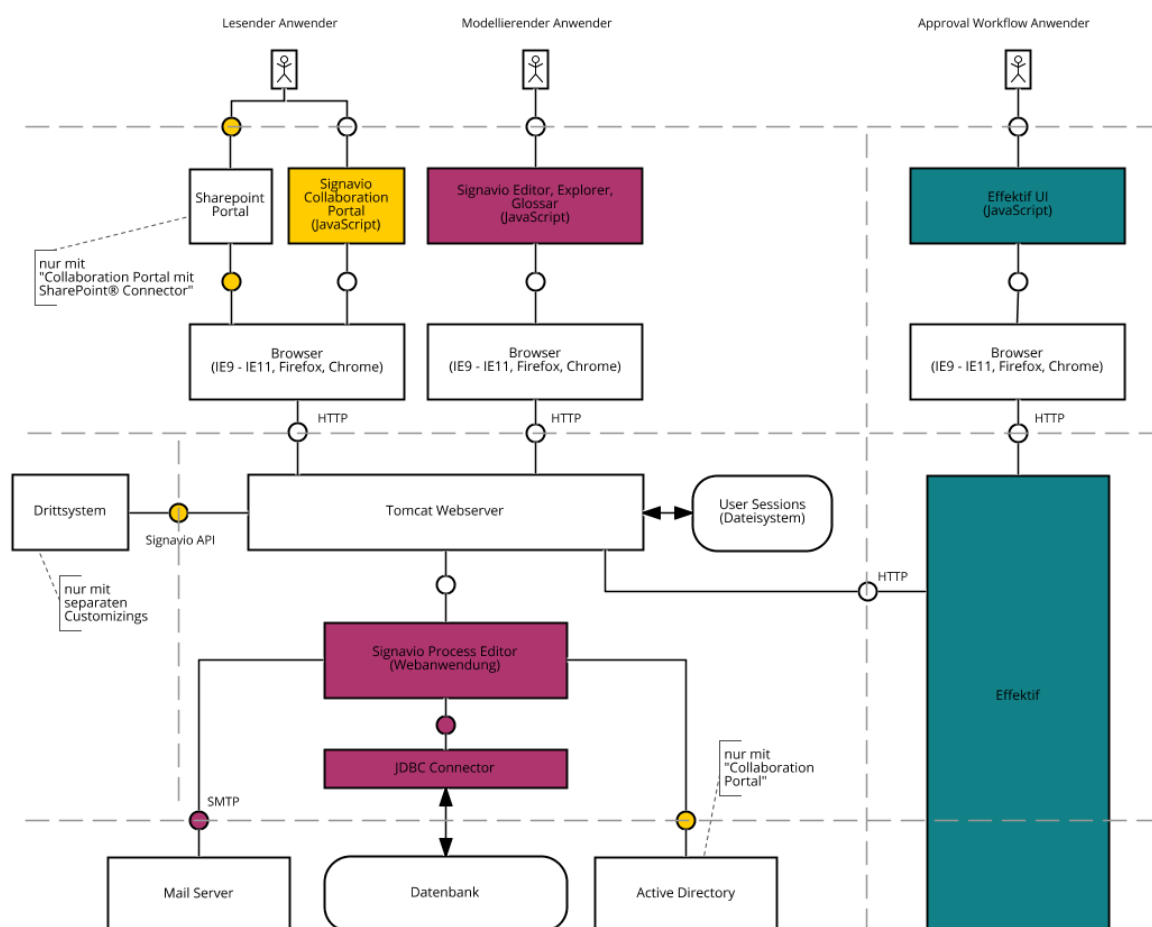 Lesender Anwender
Modellierender Anwender
Approval Workflow Anwender
Sharepoint
Portal
Signavio
Collaboration
Portal
(JavaScript)
Signavio Editor, Explorer,
Glossar
(JavaScript)
Effektif UI
(JavaScript)
nur mit
"Collaboration Portal mit
SharePoint® Connector"
Browser
(IE9 - IE11, Firefox, Chrome)
Browser
(IE9 - IE11, Firefox, Chrome)
Browser
(IE9 - IE11, Firefox, Chrome)
HTTP
HTTP
HTTP
Drittsystem
Signavio API
Tomcat Webserver
User Sessions
(Dateisystem)
nur mit
separaten
Customizings
HTTP
Signavio Process Editor
(Webanwendung)
Effektif
JDBC Connector
nur mit
"Collaboration
Portal"
SMTP
Mail Server
Datenbank
Active Directory